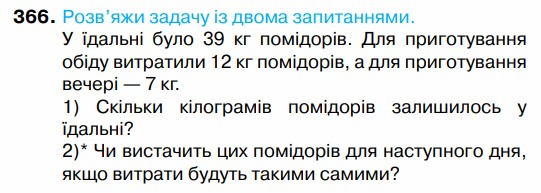 366. Розв'яжи задачу із двома запитаннями.
У їдальні було 39 кг помідорів. Для приготування
обіду витратили 12 кг помідорів, а для приготування
вечері — 7 кг.
1) Скільки кілограмів помідорів залишилось у
їдальні?
2)* Чи вистачить цих помідорів для наступного дня,
якщо витрати будуть такими самими?